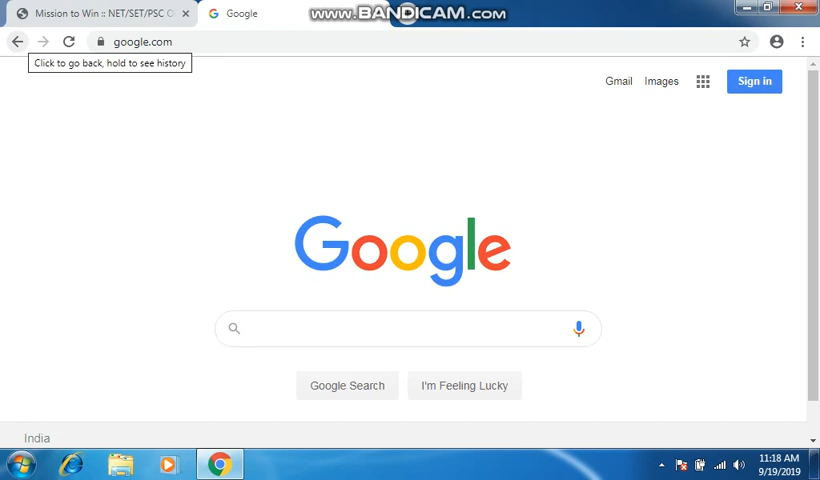 Mission to Win :: NET/SET/PSC
Google
www.BANDICAM.com
google.com
Click to go back, hold to see history
Gmail
Images
Sign in
Google
Google Search
I'm Feeling Lucky
India
11:18 AM
9/19/2019